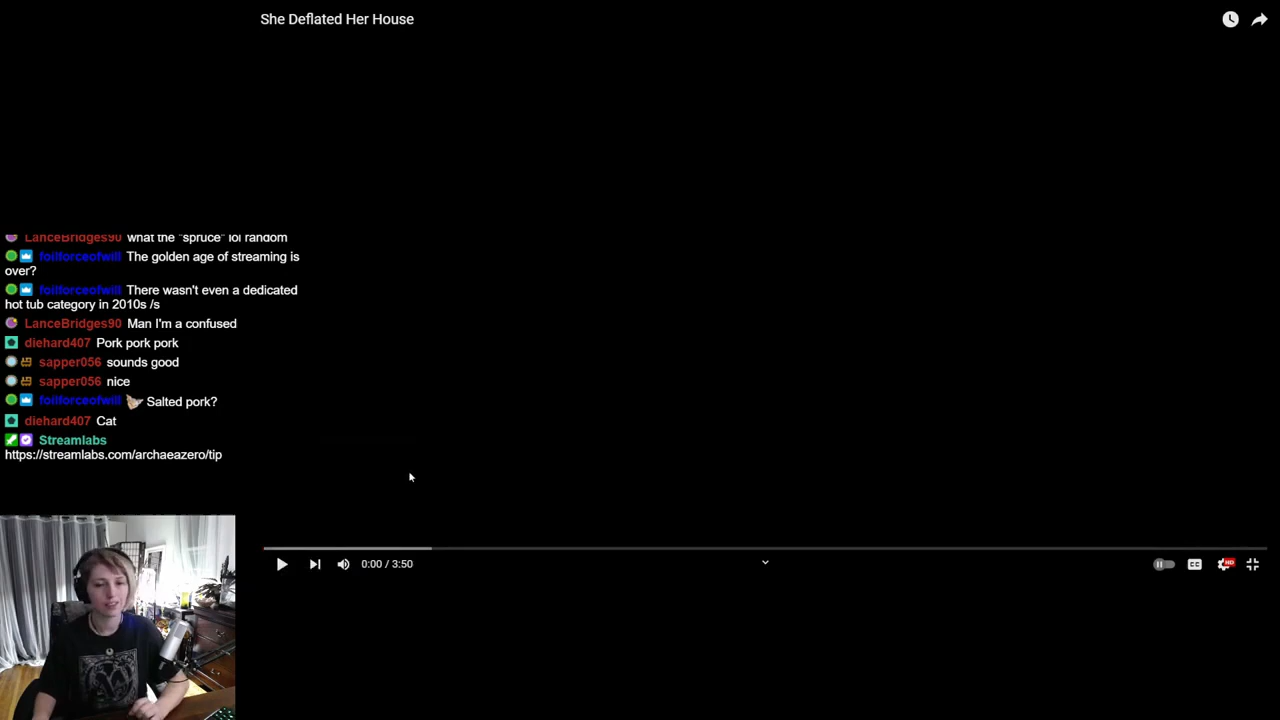 She Deflated Her House
LanceBridges90 what the "spruce" lol random
foilforceofwill The golden age of streaming is
over?
foilforceofwill There wasn't even a dedicated
hot tub category in 2010s /s
LanceBridges90 Man I'm a confused
diehard407 Pork pork pork
sapper056 sounds good
sapper056 nice
foilforceofwill Salted pork?
diehard407 Cat
Streamlabs
https://streamlabs.com/archaeazero/tip
0:00 / 3:50
CC
HD